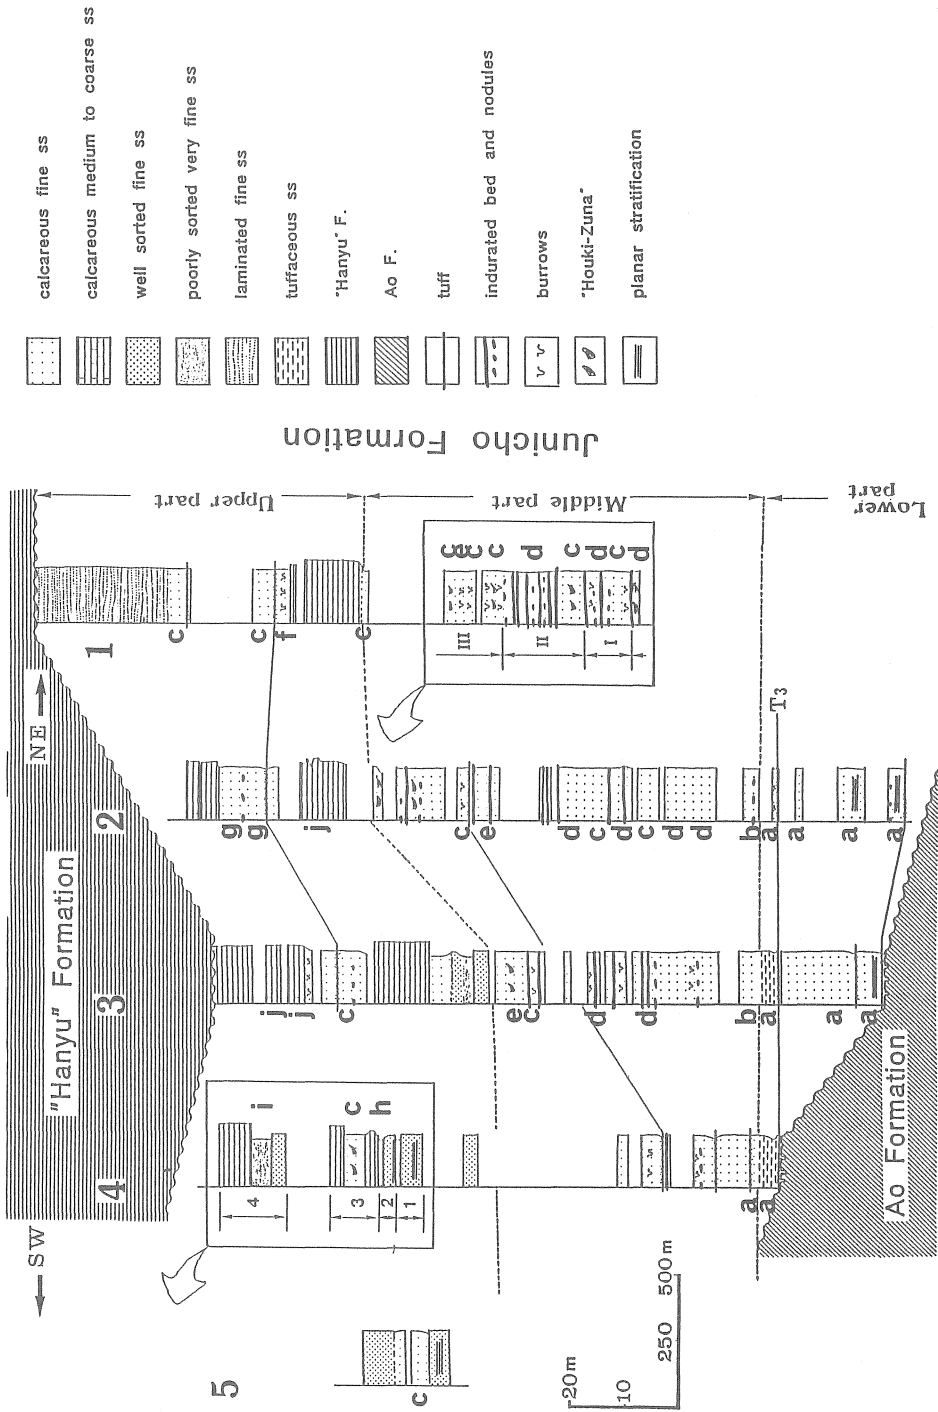 calcareous fine ss
calcareous medium to coarse ss
well sorted fine ss
poorly sorted very fine ss
laminated fine ss
tuffaceous ss
"Hanyu" F.
Ao F.
tuff
indurated bed and nodules
burrows
"Houki-Zuna"
planar stratification
Junicho Formation
Upper part
Middle part
Lower part
← SW
NE →
"Hanyu" Formation
Ao Formation
5
c
4
4
3
2
1
i
c
h
a
a
3
j
j
c
e
c
d
d
b
a
a
a
2
g
g
j
c
e
d
c
d
c
d
d
b
a
a
a
a
T3
1
c
c
f
c
III
II
I
c
e
c
c
d
c
d
c
d
20m
10
250
500m